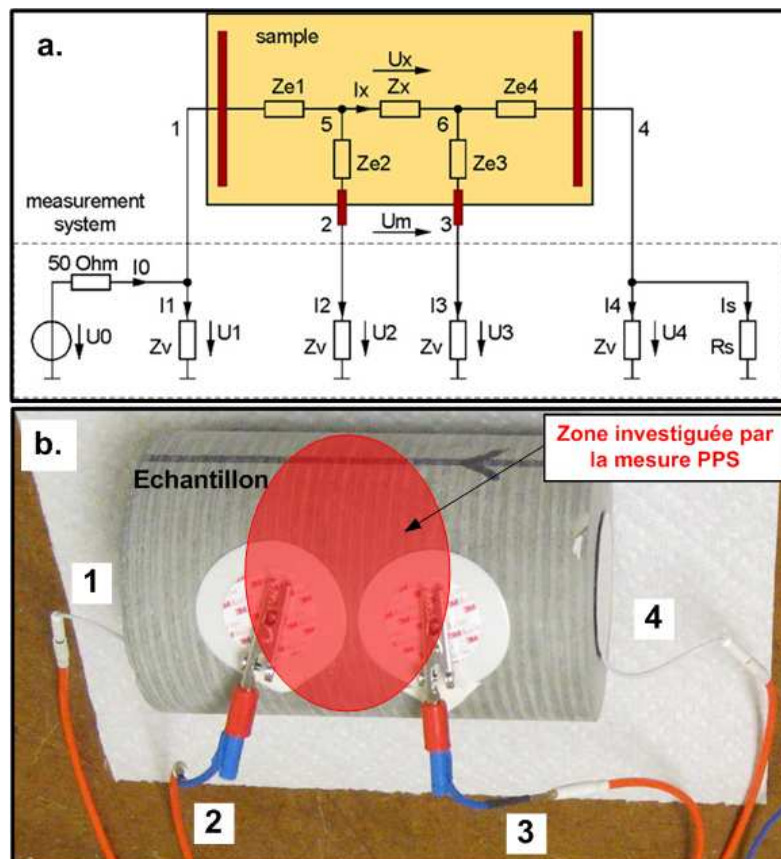 a.
sample
Ux
Ze1
Ix
Zx
Ze4
1
5
6
4
Ze2
Ze3
measurement
system
2
Um
3
50 Ohm
I0
I1
I2
I3
I4
Is
U0
Zv
U1
Zv
U2
Zv
U3
Zv
U4
Rs
b.
Zone investiguée par
la mesure PPS
Echantillon
1
4
2
3